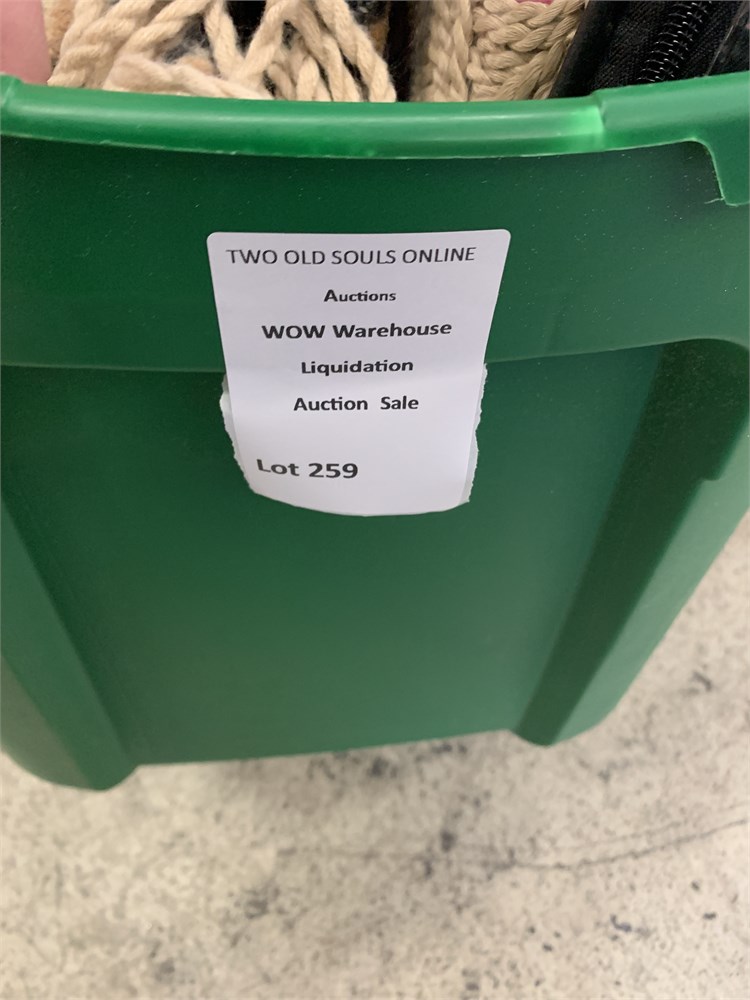 TWO OLD SOULS ONLINE
Auctions
WOW Warehouse
Liquidation
Auction Sale
Lot 259